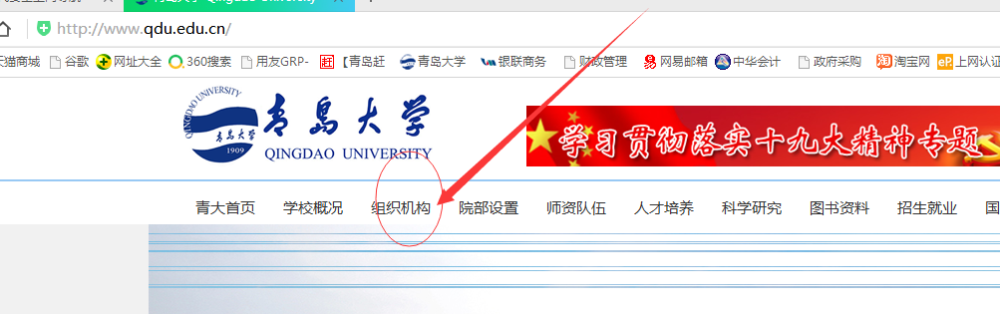 青岛大学 Qingdao University
http://www.qdu.edu.cn/
天猫商城 谷歌 网址大全 360搜索 用友GRP- 【青岛赶 青岛大学 银联商务 财政管理 网易邮箱 中华会计 政府采购 淘宝网 上网认证
QINGDAO UNIVERSITY 青岛大学 1909
青岛大学
QINGDAO UNIVERSITY
学习贯彻落实十九大精神专题
青大首页 学校概况 组织机构 院部设置 师资队伍 人才培养 科学研究 图书资料 招生就业 国